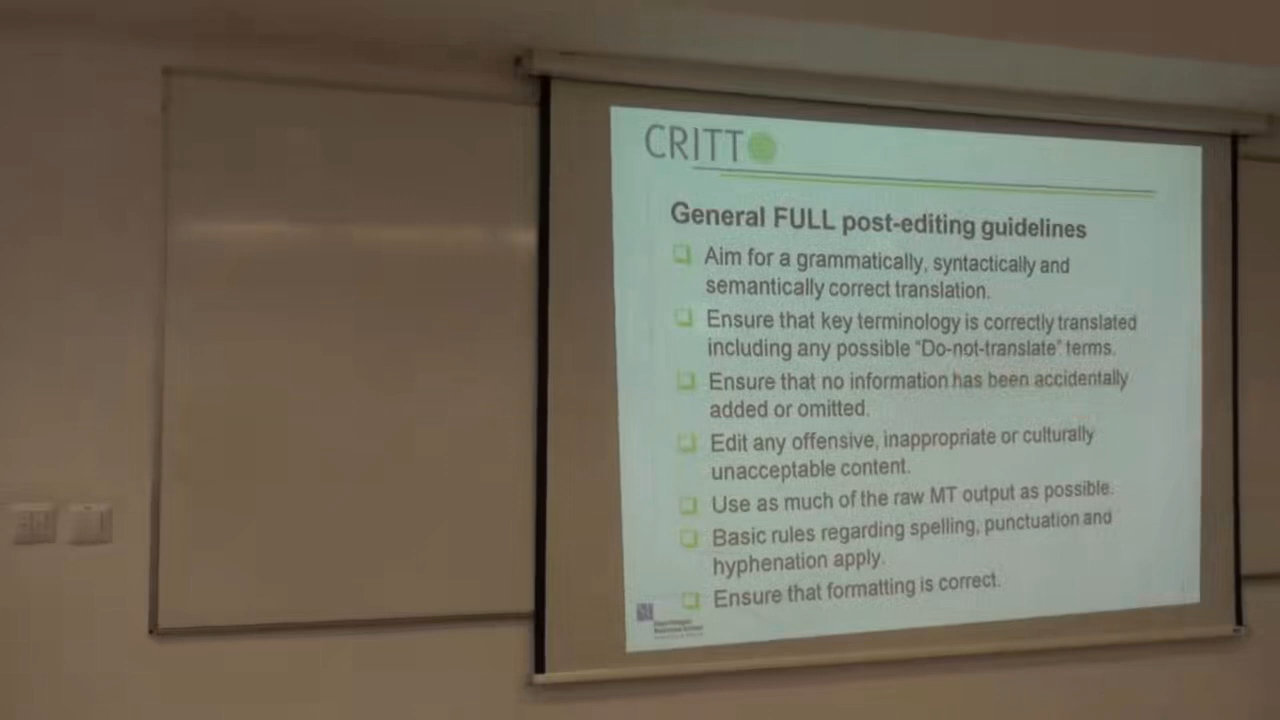 CRITT
General FULL post-editing guidelines
Aim for a grammatically, syntactically and
semantically correct translation.
Ensure that key terminology is correctly translated
including any possible “Do-not-translate” terms.
Ensure that no information has been accidentally
added or omitted.
Edit any offensive, inappropriate or culturally
unacceptable content.
Use as much of the raw MT output as possible.
Basic rules regarding spelling, punctuation and
hyphenation apply.
Ensure that formatting is correct.